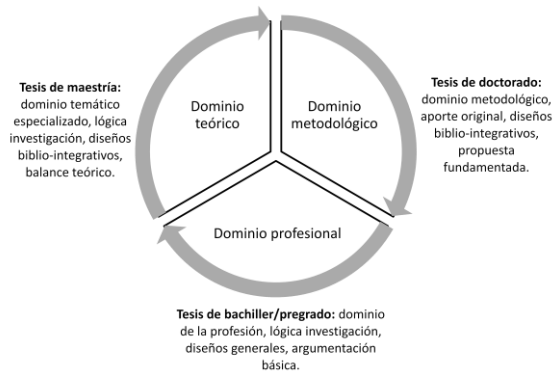 Tesis de maestría:
dominio temático
especializado, lógica
investigación, diseños
biblio-integrativos,
balance teórico.
Dominio
teórico
Dominio
metodológico
Tesis de doctorado:
dominio metodológico,
aporte original, diseños
biblio-integrativos,
propuesta
fundamentada.
Dominio profesional
Tesis de bachiller/pregrado: dominio
de la profesión, lógica investigación,
diseños generales, argumentación
básica.